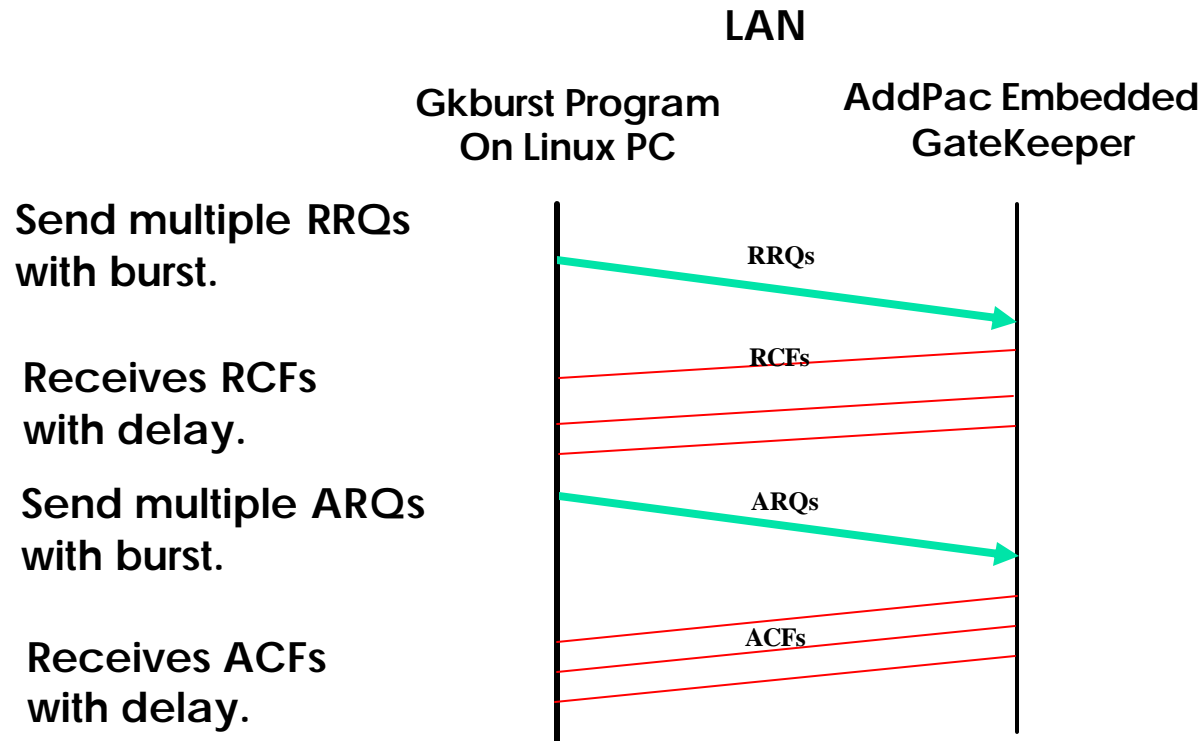 LAN
Gkburst Program
On Linux PC
AddPac Embedded
GateKeeper
Send multiple RRQs
with burst.
RRQs
Receives RCFs
with delay.
RCFs
Send multiple ARQs
with burst.
ARQs
Receives ACFs
with delay.
ACFs